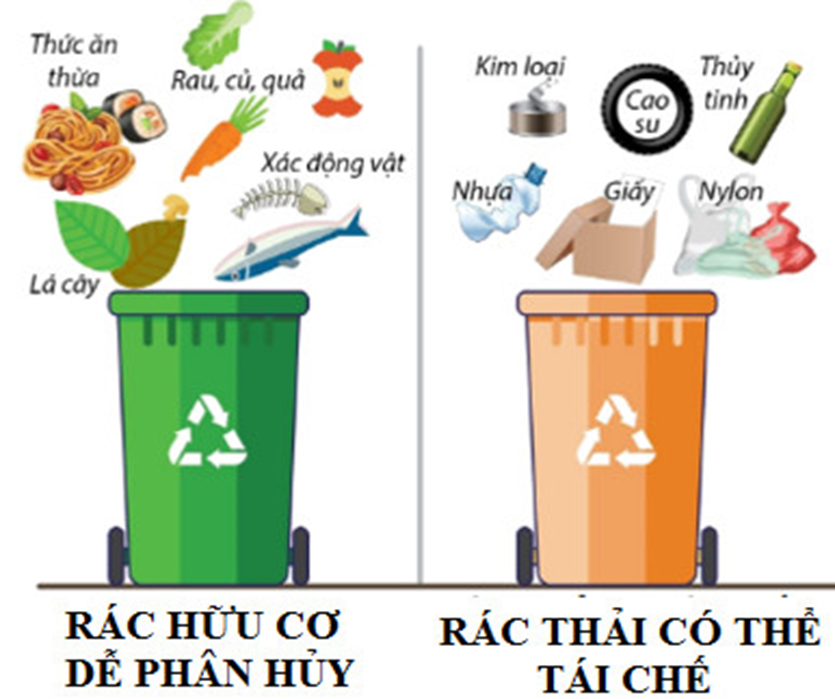 Thức ăn
thừa
Rau, củ, quả
Xác động vật
Lá cây
RÁC HỮU CƠ
DỄ PHÂN HỦY
Kim loại
Cao
su
Thủy
tinh
Nhựa
Giấy
Nylon
RÁC THẢI CÓ THỂ
TÁI CHẾ